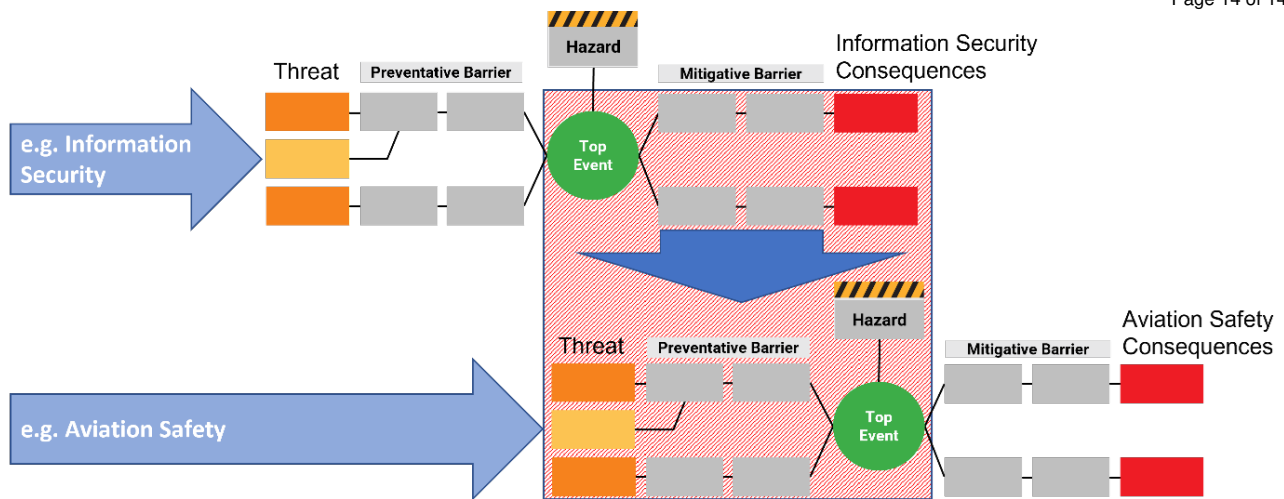 Page 14 of 14
Hazard
Information Security
Consequences
Threat
Preventative Barrier
Mitigative Barrier
e.g. Information
Security
Top
Event
Hazard
Aviation Safety
Consequences
Threat
Preventative Barrier
Mitigative Barrier
e.g. Aviation Safety
Top
Event